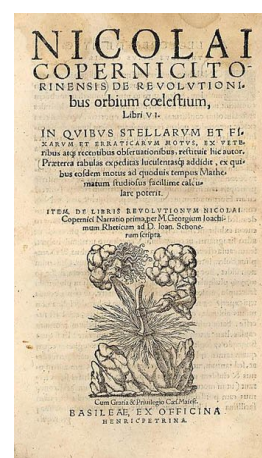 NICOLAI
COPERNICI TO-
RINENSIS DE REVOLVTIONI-
bus orbium cœlestium,
Libri VI.
IN QVIBVS STELLARVM ET FI-
XARVM ET ERRATICARVM MOTVS, EX VETE-
ribus atq; recentibus obseruationibus, restituit hic autor.
Præterea tabulas expeditas luculentasq; addidit, ex qui-
bus eosdem motus ad quoduis tempus Mathe-
matum studiosus facillime calcu-
lare poterit.
ITEM, DE LIBRIS REVOLVTIONVM NICOLAI
Copernici Narratio prima, per M. Georgium Ioachi-
mum Rheticum ad D. Ioan. Schone-
rum scripta.
Cum Gratia & Priuilegio Cæs. Maiest.
BASILEAE, EX OFFICINA
HENRICPETRINA.